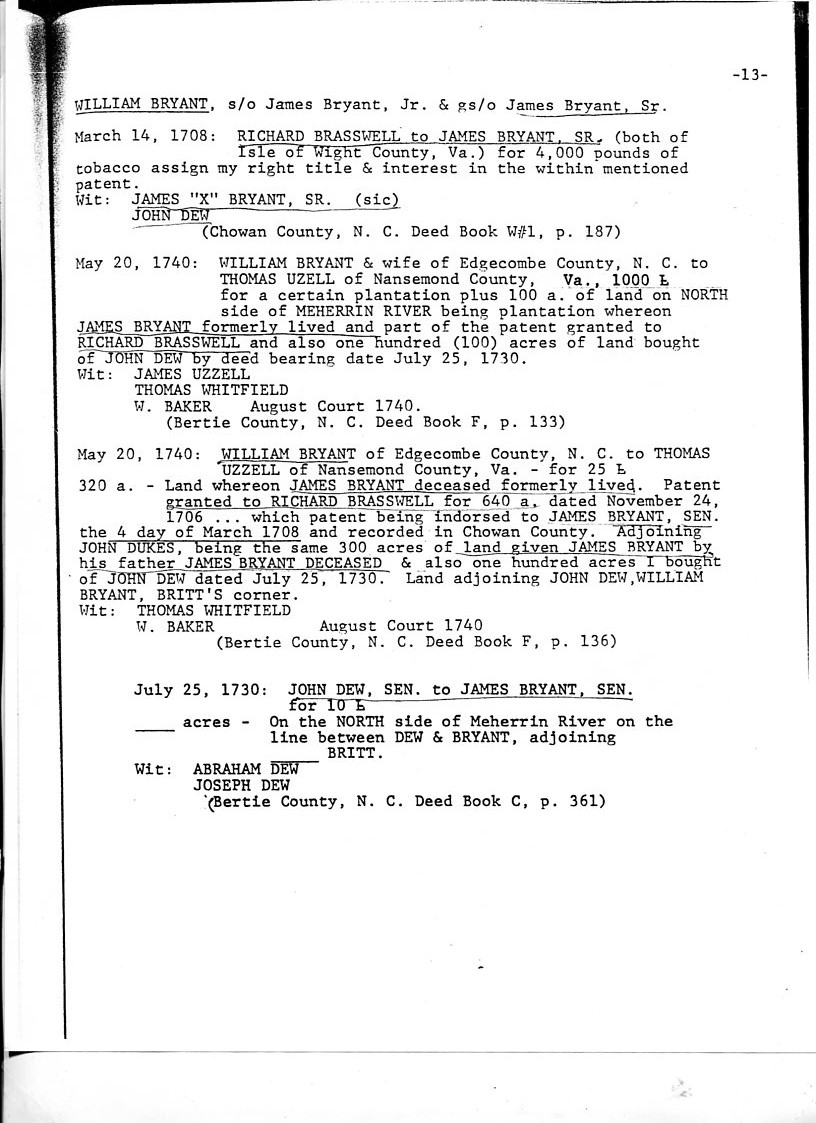 -13-
WILLIAM BRYANT, s/o James Bryant, Jr. & gs/o James Bryant, Sr.
March 14, 1708: RICHARD BRASSWELL to JAMES BRYANT, SR. (both of
Isle of Wight County, Va.) for 4,000 pounds of
tobacco assign my right title & interest in the within mentioned
patent.
Wit: JAMES "X" BRYANT, SR. (sic)
JOHN DEW
(Chowan County, N. C. Deed Book W#1, p. 187)
May 20, 1740: WILLIAM BRYANT & wife of Edgecombe County, N. C. to
THOMAS UZELL of Nansemond County, Va., 1000 Ł
for a certain plantation plus 100 a. of land on NORTH
side of MEHERRIN RIVER being plantation whereon
JAMES BRYANT formerly lived and part of the patent granted to
RICHARD BRASSWELL and also one hundred (100) acres of land bought
of JOHN DEW by deed bearing date July 25, 1730.
Wit: JAMES UZZELL
THOMAS WHITFIELD
W. BAKER August Court 1740.
(Bertie County, N. C. Deed Book F, p. 133)
May 20, 1740: WILLIAM BRYANT of Edgecombe County, N. C. to THOMAS
UZZELL of Nansemond County, Va. - for 25 Ł
320 a. - Land whereon JAMES BRYANT deceased formerly lived. Patent
granted to RICHARD BRASSWELL for 640 a. dated November 24,
1706 ... which patent being indorsed to JAMES BRYANT, SEN.
the 4 day of March 1708 and recorded in Chowan County. Adjoining
JOHN DUKES, being the same 300 acres of land given JAMES BRYANT by
his father JAMES BRYANT DECEASED & also one hundred acres I bought
of JOHN DEW dated July 25, 1730. Land adjoining JOHN DEW,WILLIAM
BRYANT, BRITT'S corner.
Wit: THOMAS WHITFIELD
W. BAKER August Court 1740
(Bertie County, N. C. Deed Book F, p. 136)
July 25, 1730: JOHN DEW, SEN. to JAMES BRYANT, SEN.
for 10 Ł
____ acres - On the NORTH side of Meherrin River on the
line between DEW & BRYANT, adjoining
____ BRITT.
Wit: ABRAHAM DEW
JOSEPH DEW
(Bertie County, N. C. Deed Book C, p. 361)